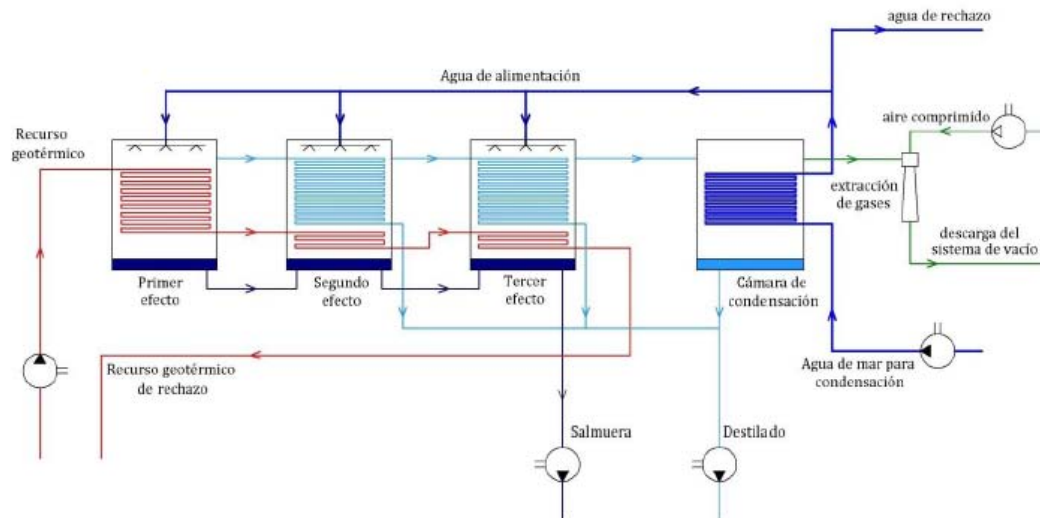 agua de rechazo
Agua de alimentación
aire comprimido
Recurso
geotérmico
extracción
de gases
descarga del
sistema de vacío
Primer
efecto
Segundo
efecto
Tercer
efecto
Cámara de
condensación
Agua de mar para
condensación
Recurso geotérmico
de rechazo
Salmuera
Destilado